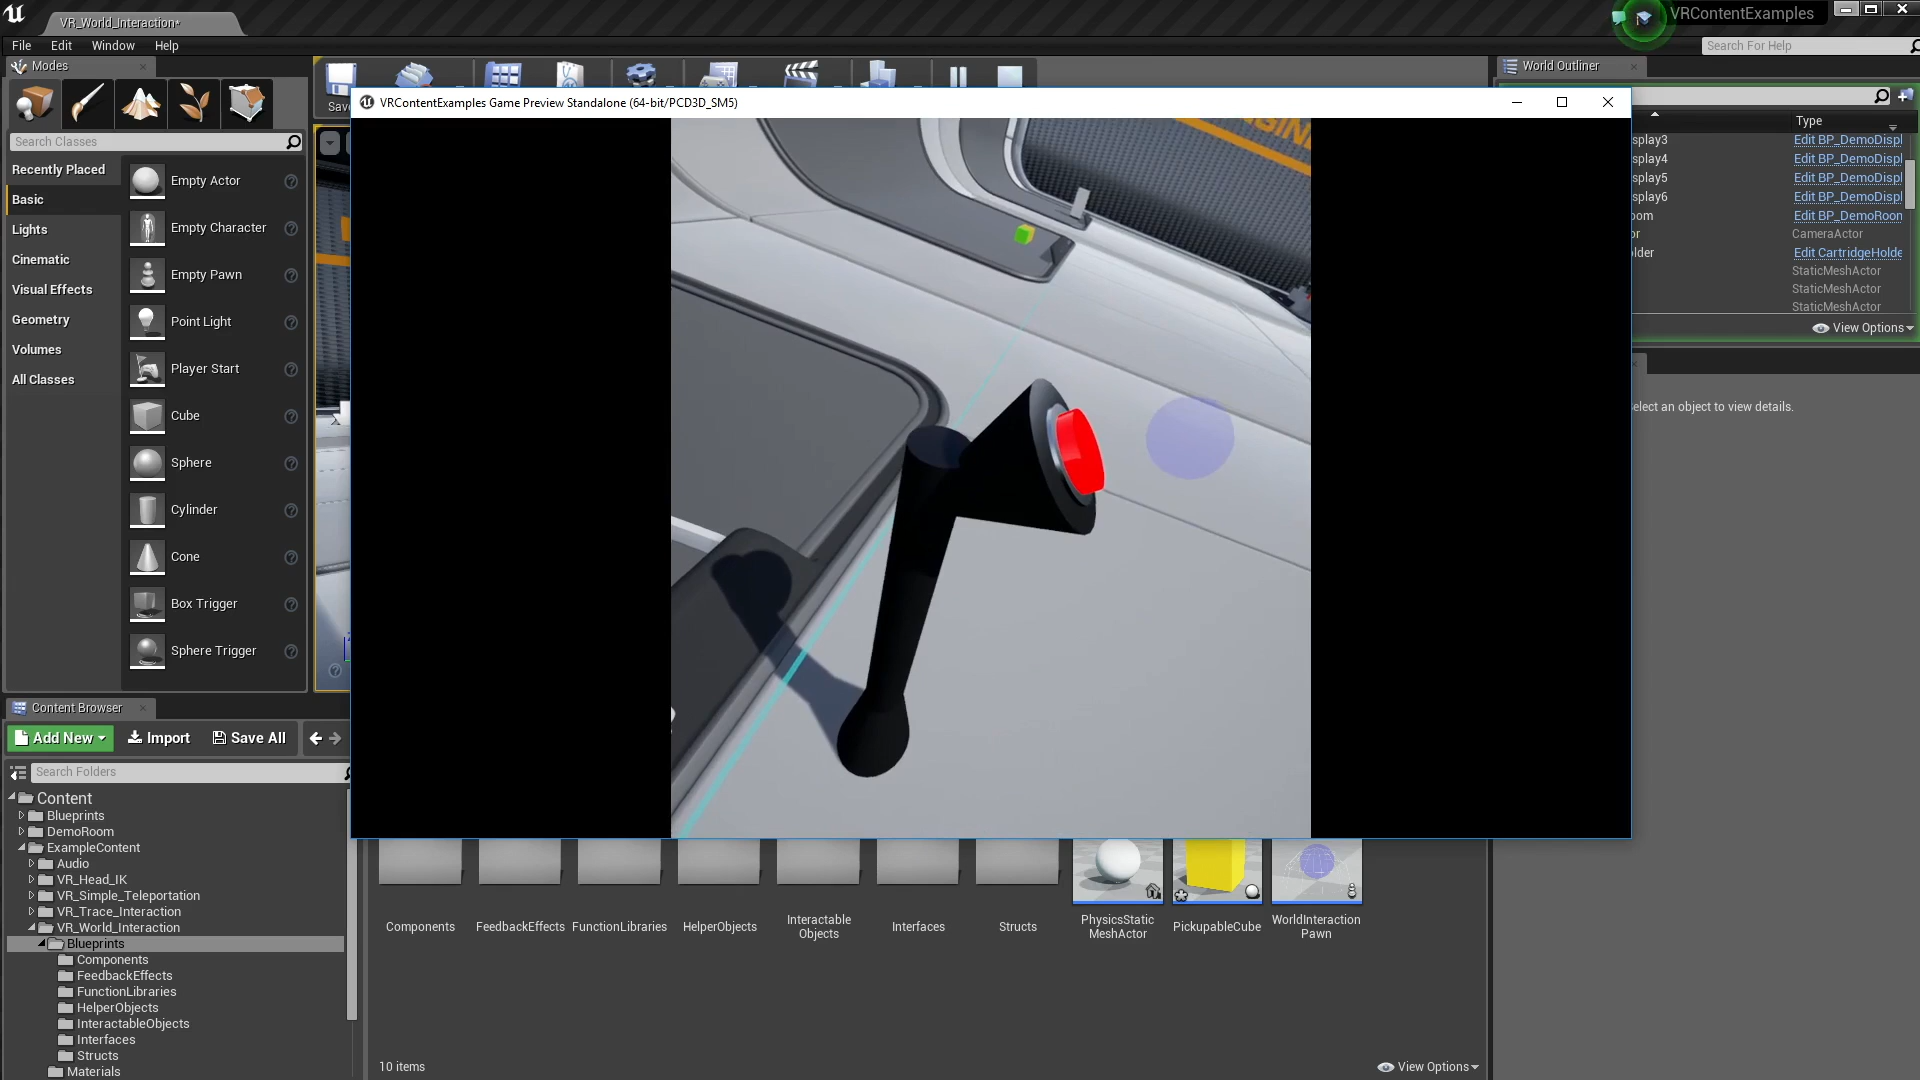 VR_World_Interaction*
VRContentExamples
File Edit Window Help
Search For Help
Modes
World Outliner
VRContentExamples Game Preview Standalone (64-bit/PCD3D_SM5)
Search Classes
Type
Recently Placed
Basic
Lights
Cinematic
Visual Effects
Geometry
Volumes
All Classes
Empty Actor
Empty Character
Empty Pawn
Point Light
Player Start
Cube
Sphere
Cylinder
Cone
Box Trigger
Sphere Trigger
splay3 Edit BP_DemoDispl
splay4 Edit BP_DemoDispl
splay5 Edit BP_DemoDispl
splay6 Edit BP_DemoDispl
oom Edit BP_DemoRoom
or CameraActor
older Edit CartridgeHolde
StaticMeshActor
StaticMeshActor
StaticMeshActor
View Options
elect an object to view details.
Content Browser
Add New Import Save All
Search Folders
Content
Blueprints
DemoRoom
ExampleContent
Audio
VR_Head_IK
VR_Simple_Teleportation
VR_Trace_Interaction
VR_World_Interaction
Blueprints
Components
FeedbackEffects
FunctionLibraries
HelperObjects
InteractableObjects
Interfaces
Structs
Materials
Components
FeedbackEffects
FunctionLibraries
HelperObjects
Interactable
Objects
Interfaces
Structs
PhysicsStatic
MeshActor
PickupableCube
WorldInteraction
Pawn
10 items
View Options